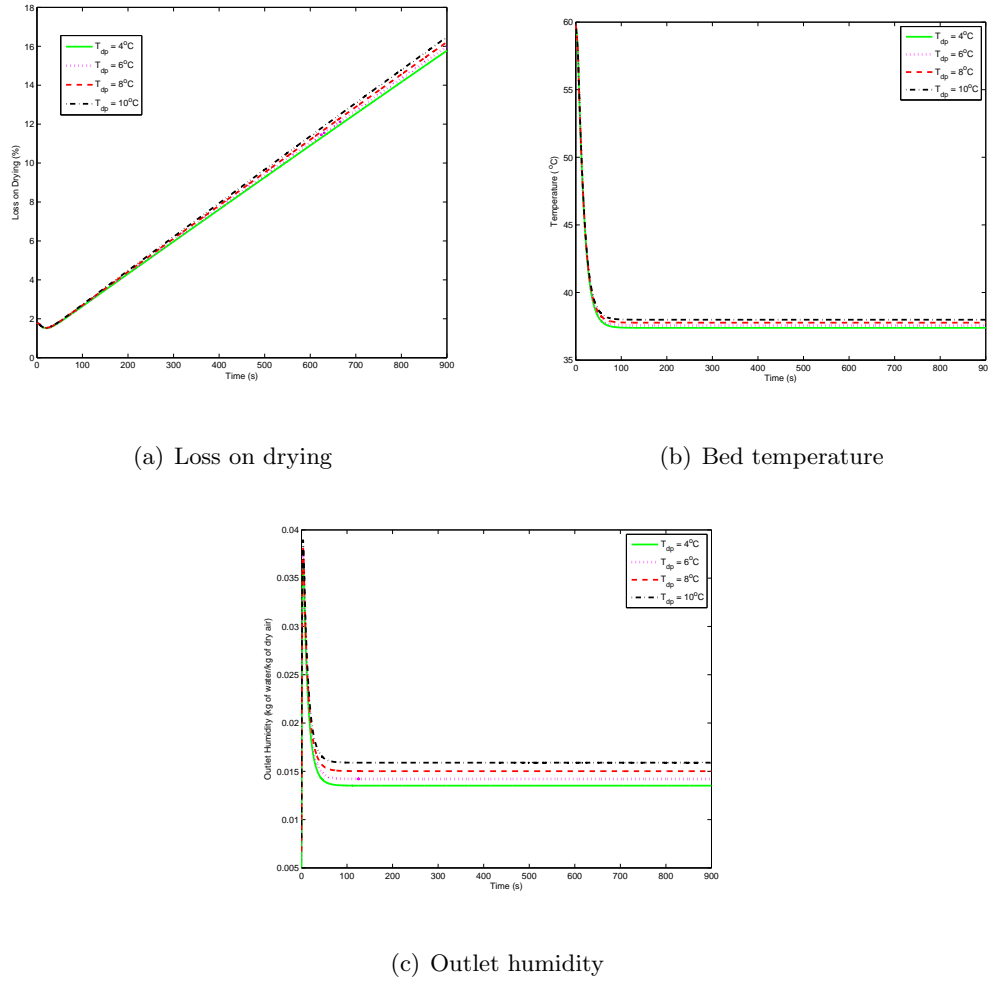 18
16
14
12
10
8
6
4
2
0
Loss on Drying (%)
T_dp = 4°C
T_dp = 6°C
T_dp = 8°C
T_dp = 10°C
0 100 200 300 400 500 600 700 800 900
Time (s)
(a) Loss on drying
60
55
50
45
40
35
Temperature ( °C)
T_dp = 4°C
T_dp = 6°C
T_dp = 8°C
T_dp = 10°C
0 100 200 300 400 500 600 700 800 90
Time (s)
(b) Bed temperature
0.04
0.035
0.03
0.025
0.02
0.015
0.01
0.005
Outlet Humidity (kg of water/kg of dry air)
T_dp = 4°C
T_dp = 6°C
T_dp = 8°C
T_dp = 10°C
0 100 200 300 400 500 600 700 800 900
Time (s)
(c) Outlet humidity